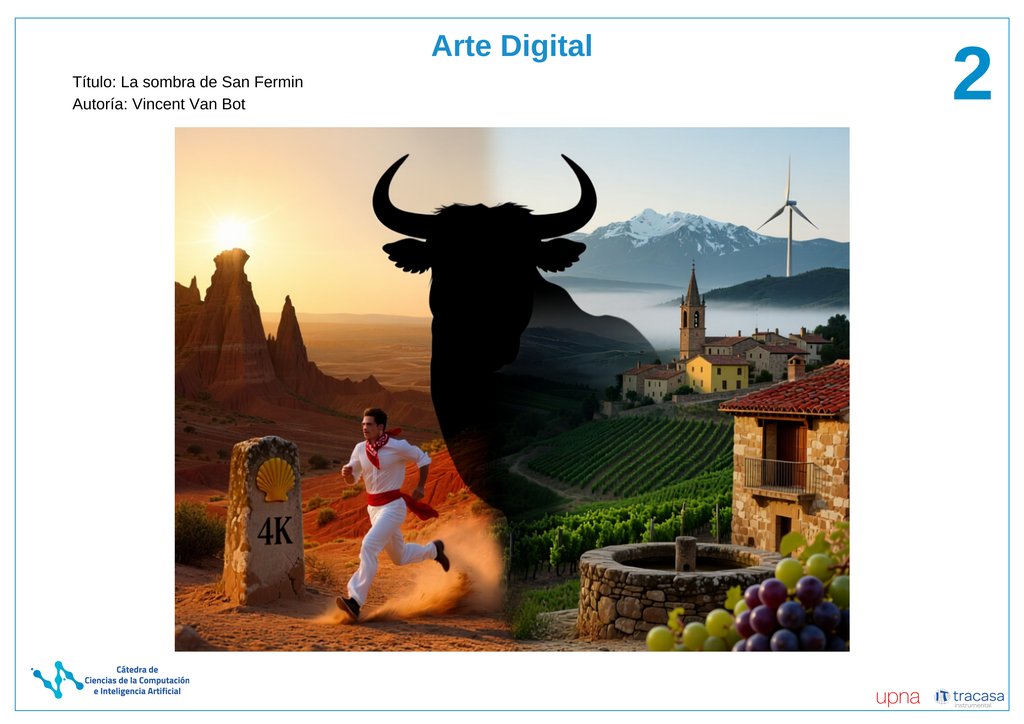 Arte Digital
2
Título: La sombra de San Fermin
Autoría: Vincent Van Bot
4K
Cátedra de
Ciencias de la Computación
e Inteligencia Artificial
upna
tracasa
instrumental